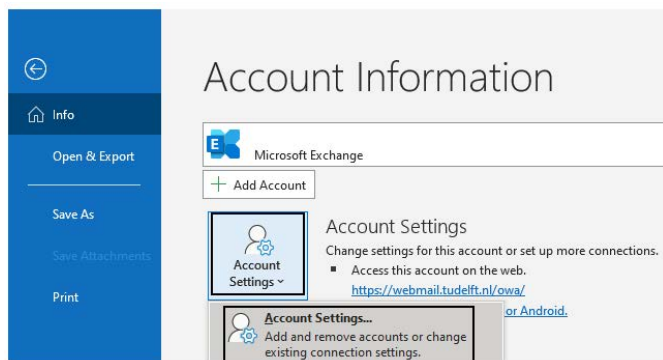 Info
Open & Export
Save As
Save Attachments
Print
Account Information
E
Microsoft Exchange
+ Add Account
Account
Settings
Account Settings
Change settings for this account or set up more connections.
▪ Access this account on the web.
https://webmail.tudelft.nl/owa/
or Android.
Account Settings...
Add and remove accounts or change
existing connection settings.